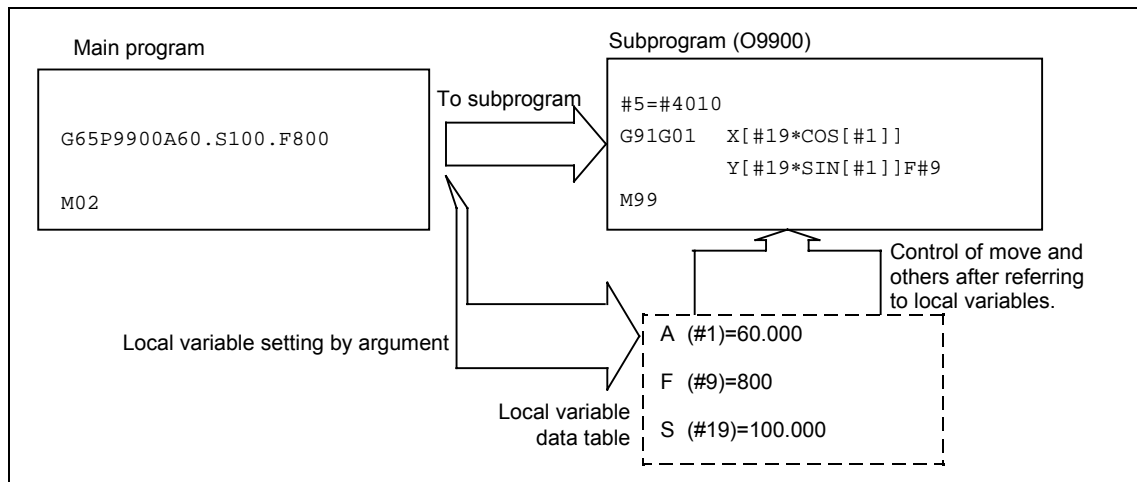 Main program
G65P9900A60.S100.F800
M02
To subprogram
Subprogram (O9900)
#5=#4010
G91G01 X[#19*COS[#1]]
Y[#19*SIN[#1]]F#9
M99
Control of move and
others after referring
to local variables.
Local variable setting by argument
Local variable
data table
A (#1)=60.000
F (#9)=800
S (#19)=100.000